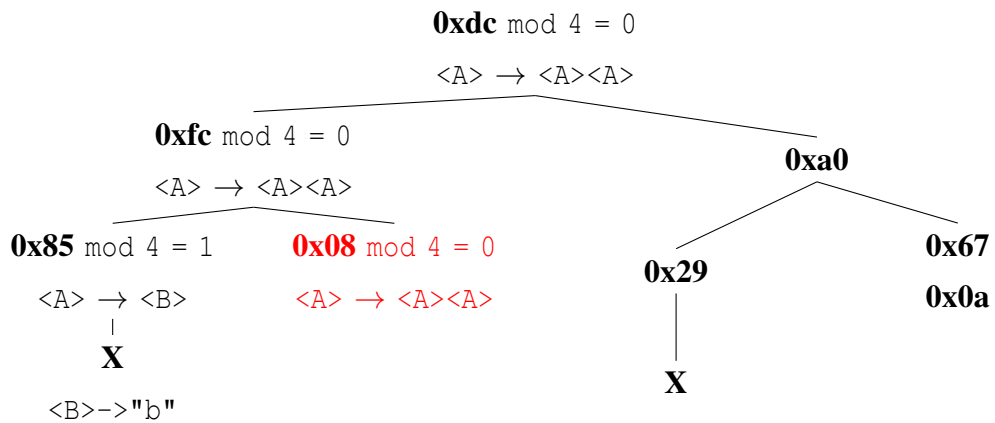 0xdc mod 4 = 0
<A> → <A><A>
0xfc mod 4 = 0
<A> → <A><A>
0xa0
0x85 mod 4 = 1
<A> → <B>
X
<B>->"b"
0x08 mod 4 = 0
<A> → <A><A>
0x29
X
0x67
0x0a